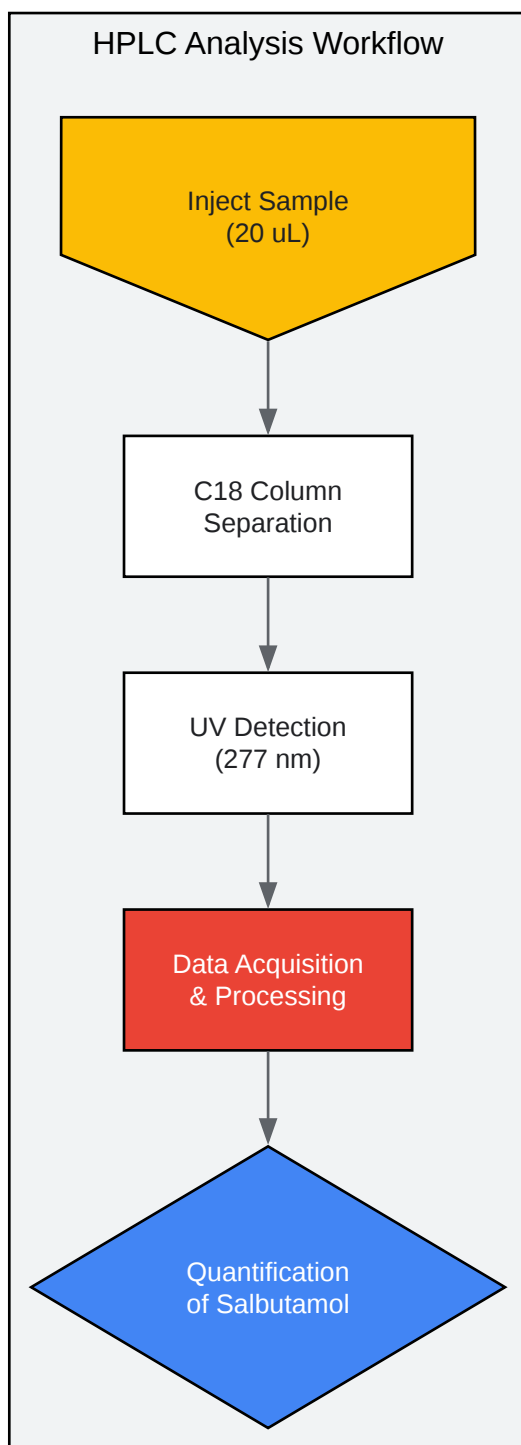 HPLC Analysis Workflow
Inject Sample
(20 uL)
C18 Column
Separation
UV Detection
(277 nm)
Data Acquisition
& Processing
Quantification
of Salbutamol